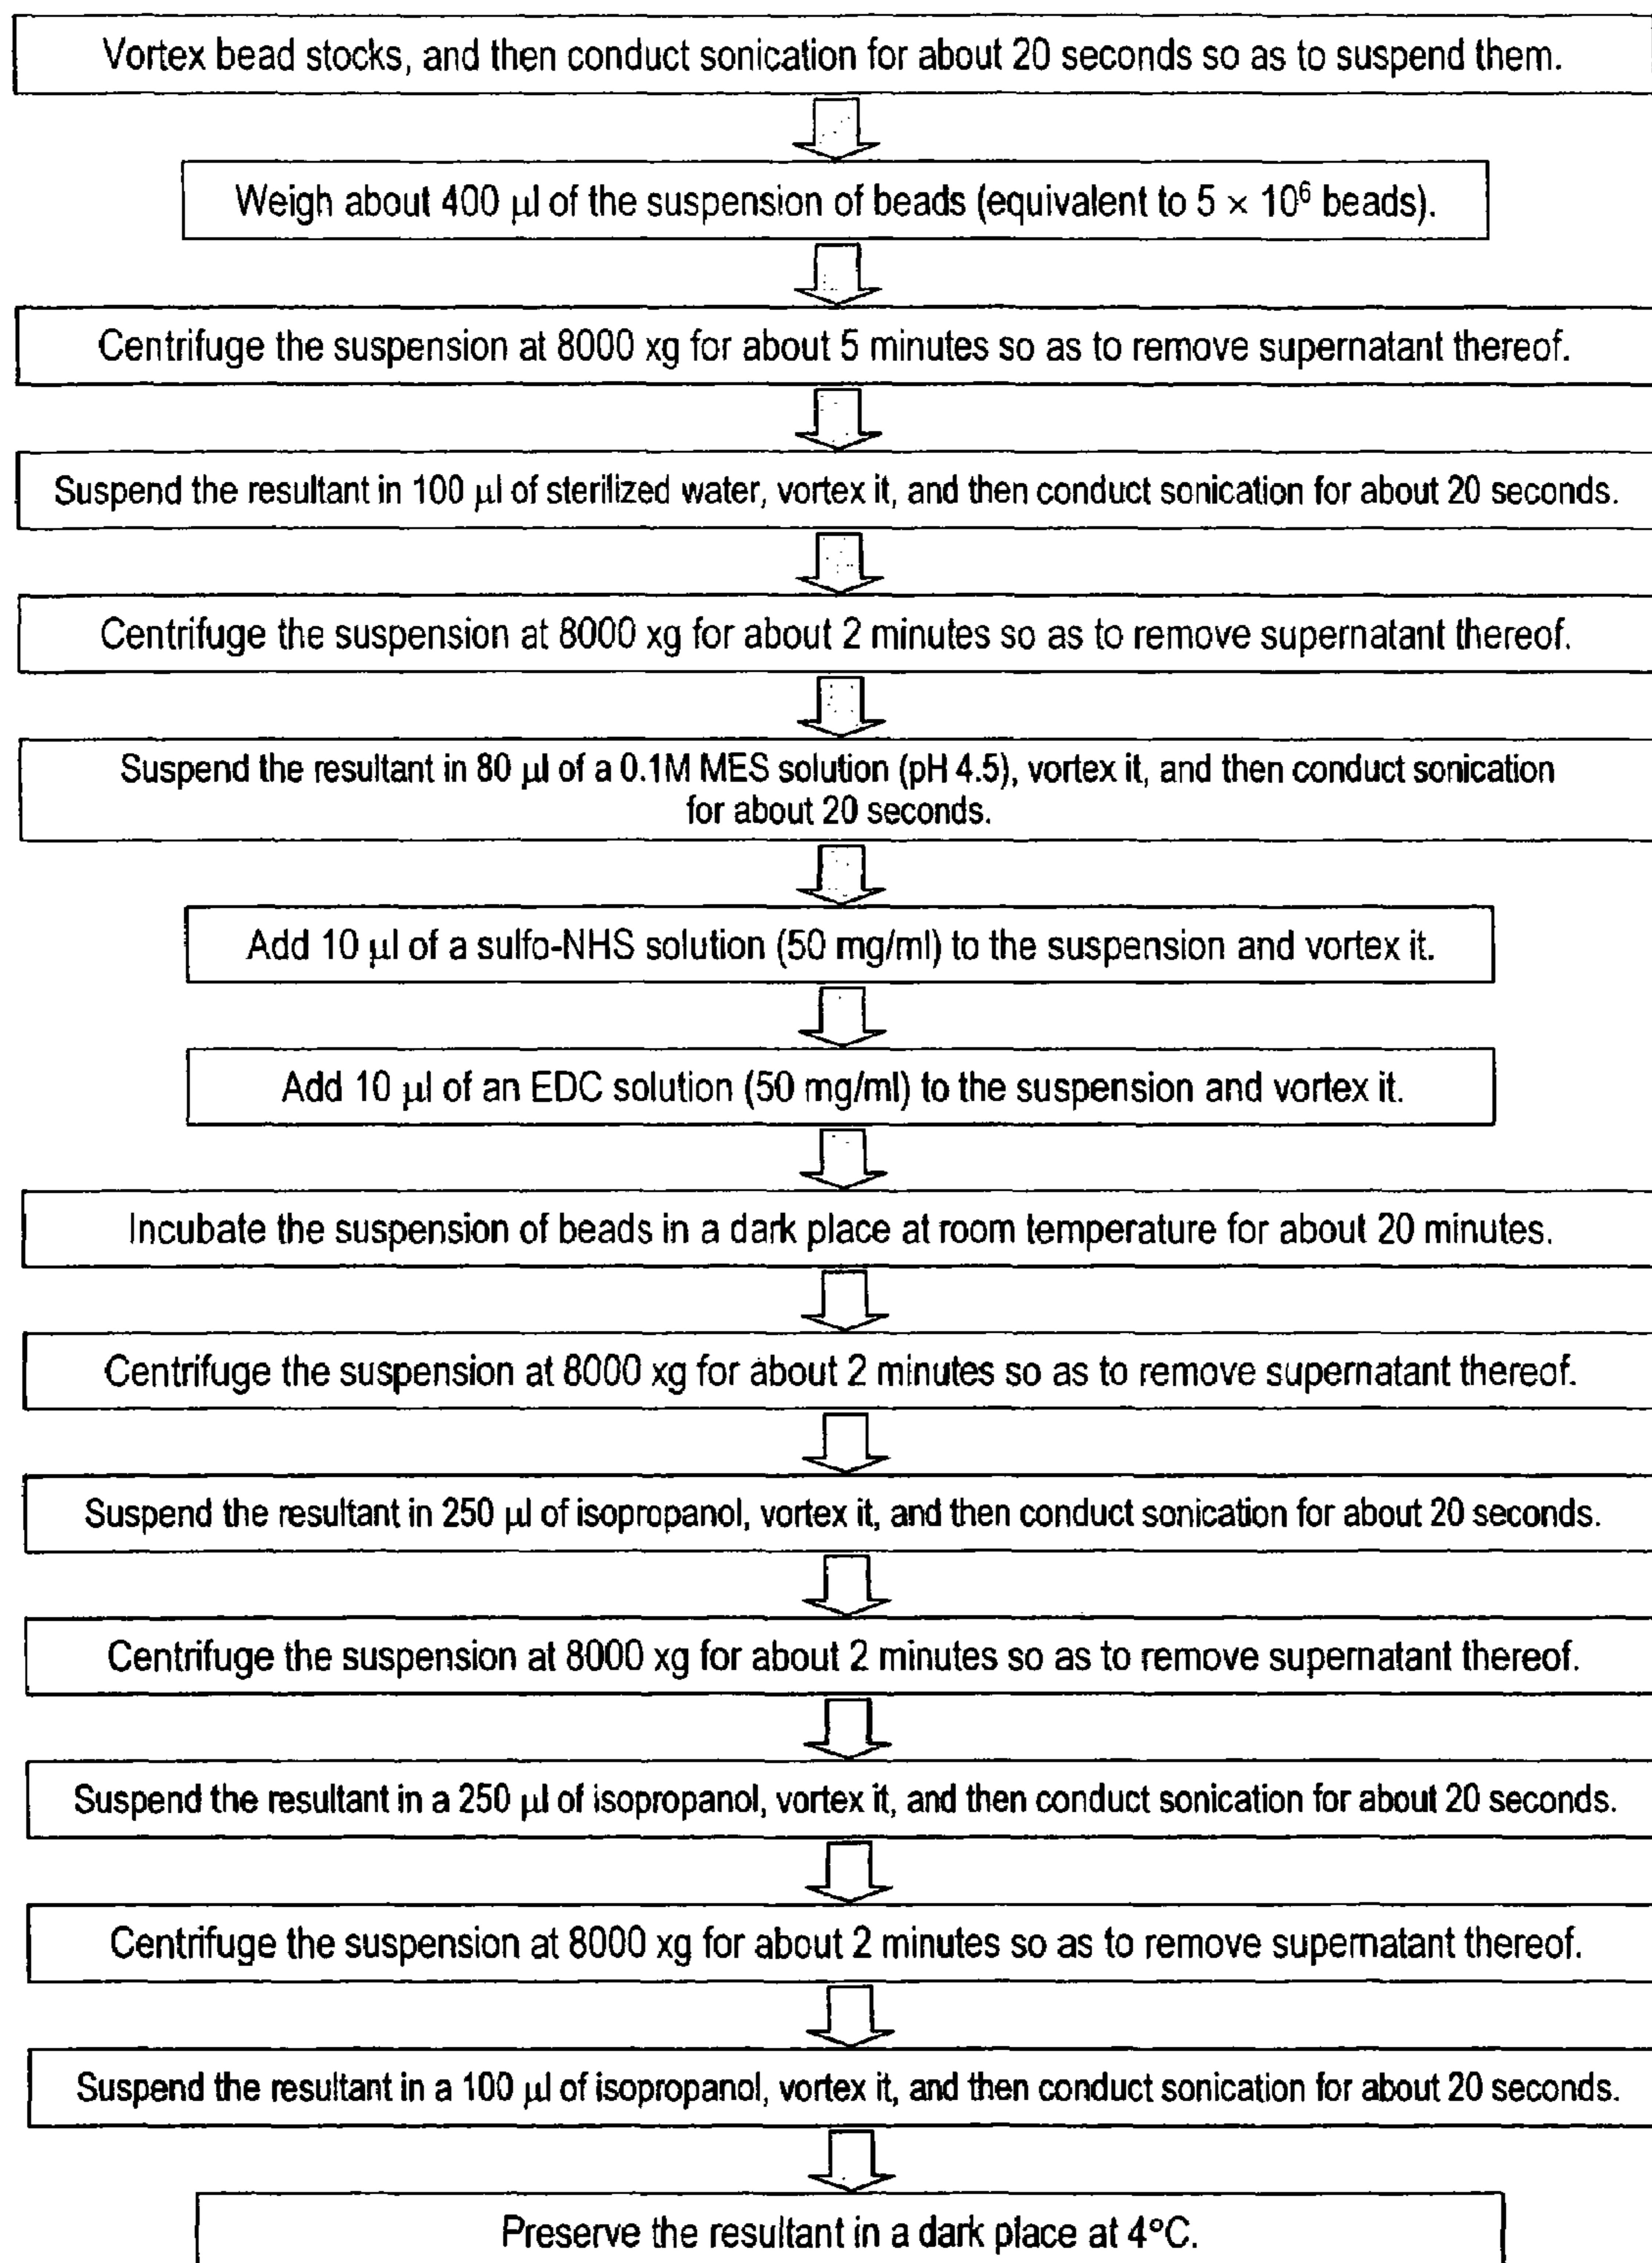 Vortex bead stocks, and then conduct sonication for about 20 seconds so as to suspend them.
Weigh about 400 μl of the suspension of beads (equivalent to 5 × 10⁶ beads).
Centrifuge the suspension at 8000 xg for about 5 minutes so as to remove supernatant thereof.
Suspend the resultant in 100 μl of sterilized water, vortex it, and then conduct sonication for about 20 seconds.
Centrifuge the suspension at 8000 xg for about 2 minutes so as to remove supernatant thereof.
Suspend the resultant in 80 μl of a 0.1M MES solution (pH 4.5), vortex it, and then conduct sonication
for about 20 seconds.
Add 10 μl of a sulfo-NHS solution (50 mg/ml) to the suspension and vortex it.
Add 10 μl of an EDC solution (50 mg/ml) to the suspension and vortex it.
Incubate the suspension of beads in a dark place at room temperature for about 20 minutes.
Centrifuge the suspension at 8000 xg for about 2 minutes so as to remove supernatant thereof.
Suspend the resultant in 250 μl of isopropanol, vortex it, and then conduct sonication for about 20 seconds.
Centrifuge the suspension at 8000 xg for about 2 minutes so as to remove supernatant thereof.
Suspend the resultant in a 250 μl of isopropanol, vortex it, and then conduct sonication for about 20 seconds.
Centrifuge the suspension at 8000 xg for about 2 minutes so as to remove supernatant thereof.
Suspend the resultant in a 100 μl of isopropanol, vortex it, and then conduct sonication for about 20 seconds.
Preserve the resultant in a dark place at 4°C.